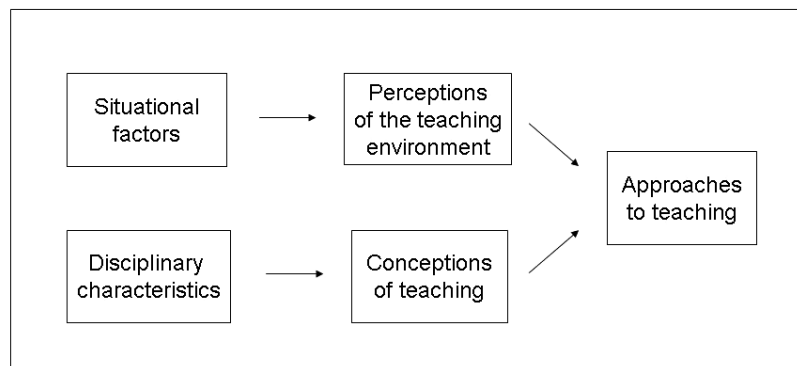 Situational
factors
Perceptions
of the teaching
environment
Approaches
to teaching
Disciplinary
characteristics
Conceptions
of teaching